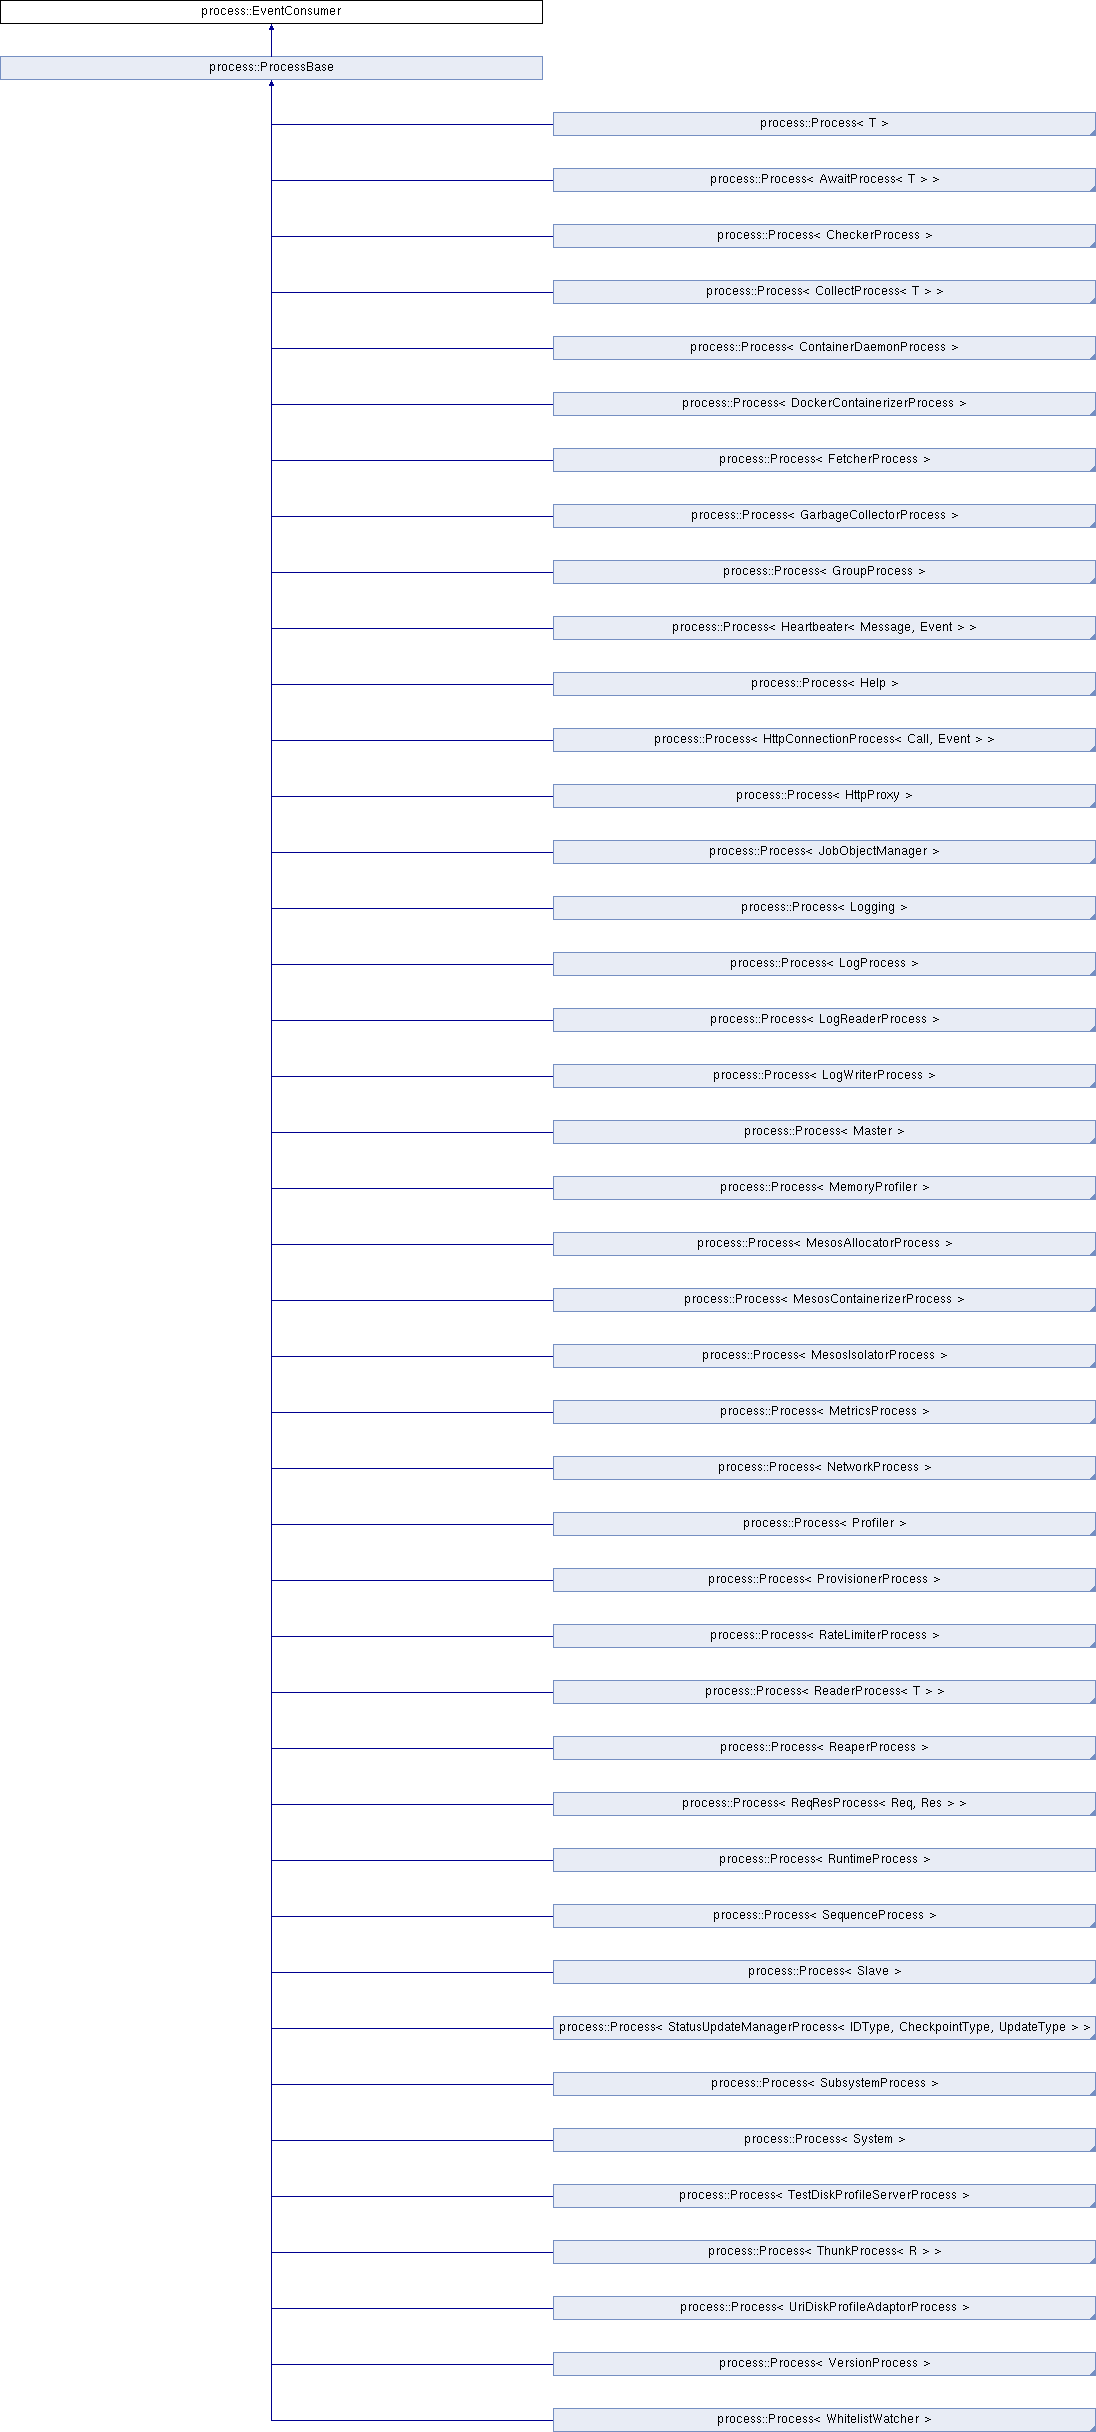 process::EventConsumer
process::ProcessBase
process::Process< T >
process::Process< AwaitProcess< T > >
process::Process< CheckerProcess >
process::Process< CollectProcess< T > >
process::Process< ContainerDaemonProcess >
process::Process< DockerContainerizerProcess >
process::Process< FetcherProcess >
process::Process< GarbageCollectorProcess >
process::Process< GroupProcess >
process::Process< Heartbeater< Message, Event > >
process::Process< Help >
process::Process< HttpConnectionProcess< Call, Event > >
process::Process< HttpProxy >
process::Process< JobObjectManager >
process::Process< Logging >
process::Process< LogProcess >
process::Process< LogReaderProcess >
process::Process< LogWriterProcess >
process::Process< Master >
process::Process< MemoryProfiler >
process::Process< MesosAllocatorProcess >
process::Process< MesosContainerizerProcess >
process::Process< MesosIsolatorProcess >
process::Process< MetricsProcess >
process::Process< NetworkProcess >
process::Process< Profiler >
process::Process< ProvisionerProcess >
process::Process< RateLimiterProcess >
process::Process< ReaderProcess< T > >
process::Process< ReaperProcess >
process::Process< ReqResProcess< Req, Res > >
process::Process< RuntimeProcess >
process::Process< SequenceProcess >
process::Process< Slave >
process::Process< StatusUpdateManagerProcess< IDType, CheckpointType, UpdateType > >
process::Process< SubsystemProcess >
process::Process< System >
process::Process< TestDiskProfileServerProcess >
process::Process< ThunkProcess< R > >
process::Process< UriDiskProfileAdaptorProcess >
process::Process< VersionProcess >
process::Process< WhitelistWatcher >